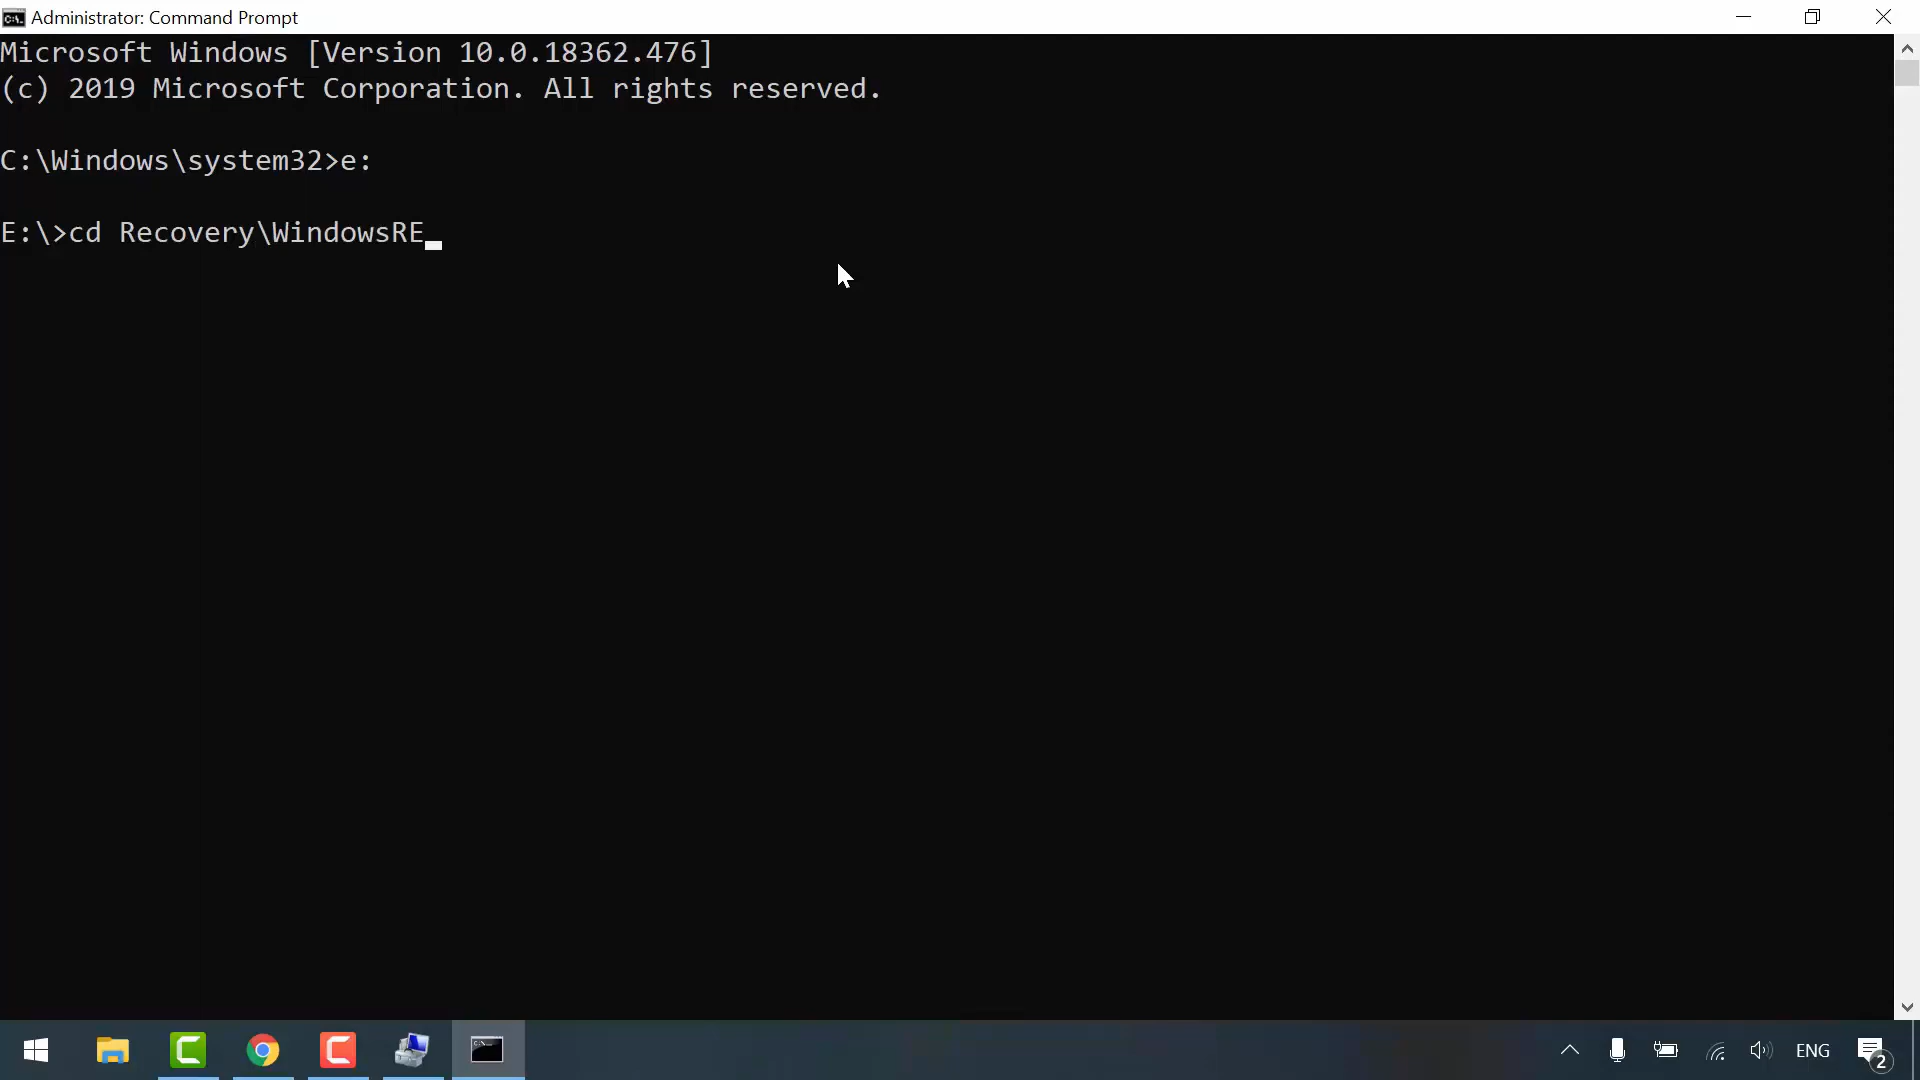 Administrator: Command Prompt
Microsoft Windows [Version 10.0.18362.476]
(c) 2019 Microsoft Corporation. All rights reserved.
C:\Windows\system32>e:
E:\>cd Recovery\WindowsRE
ENG
2